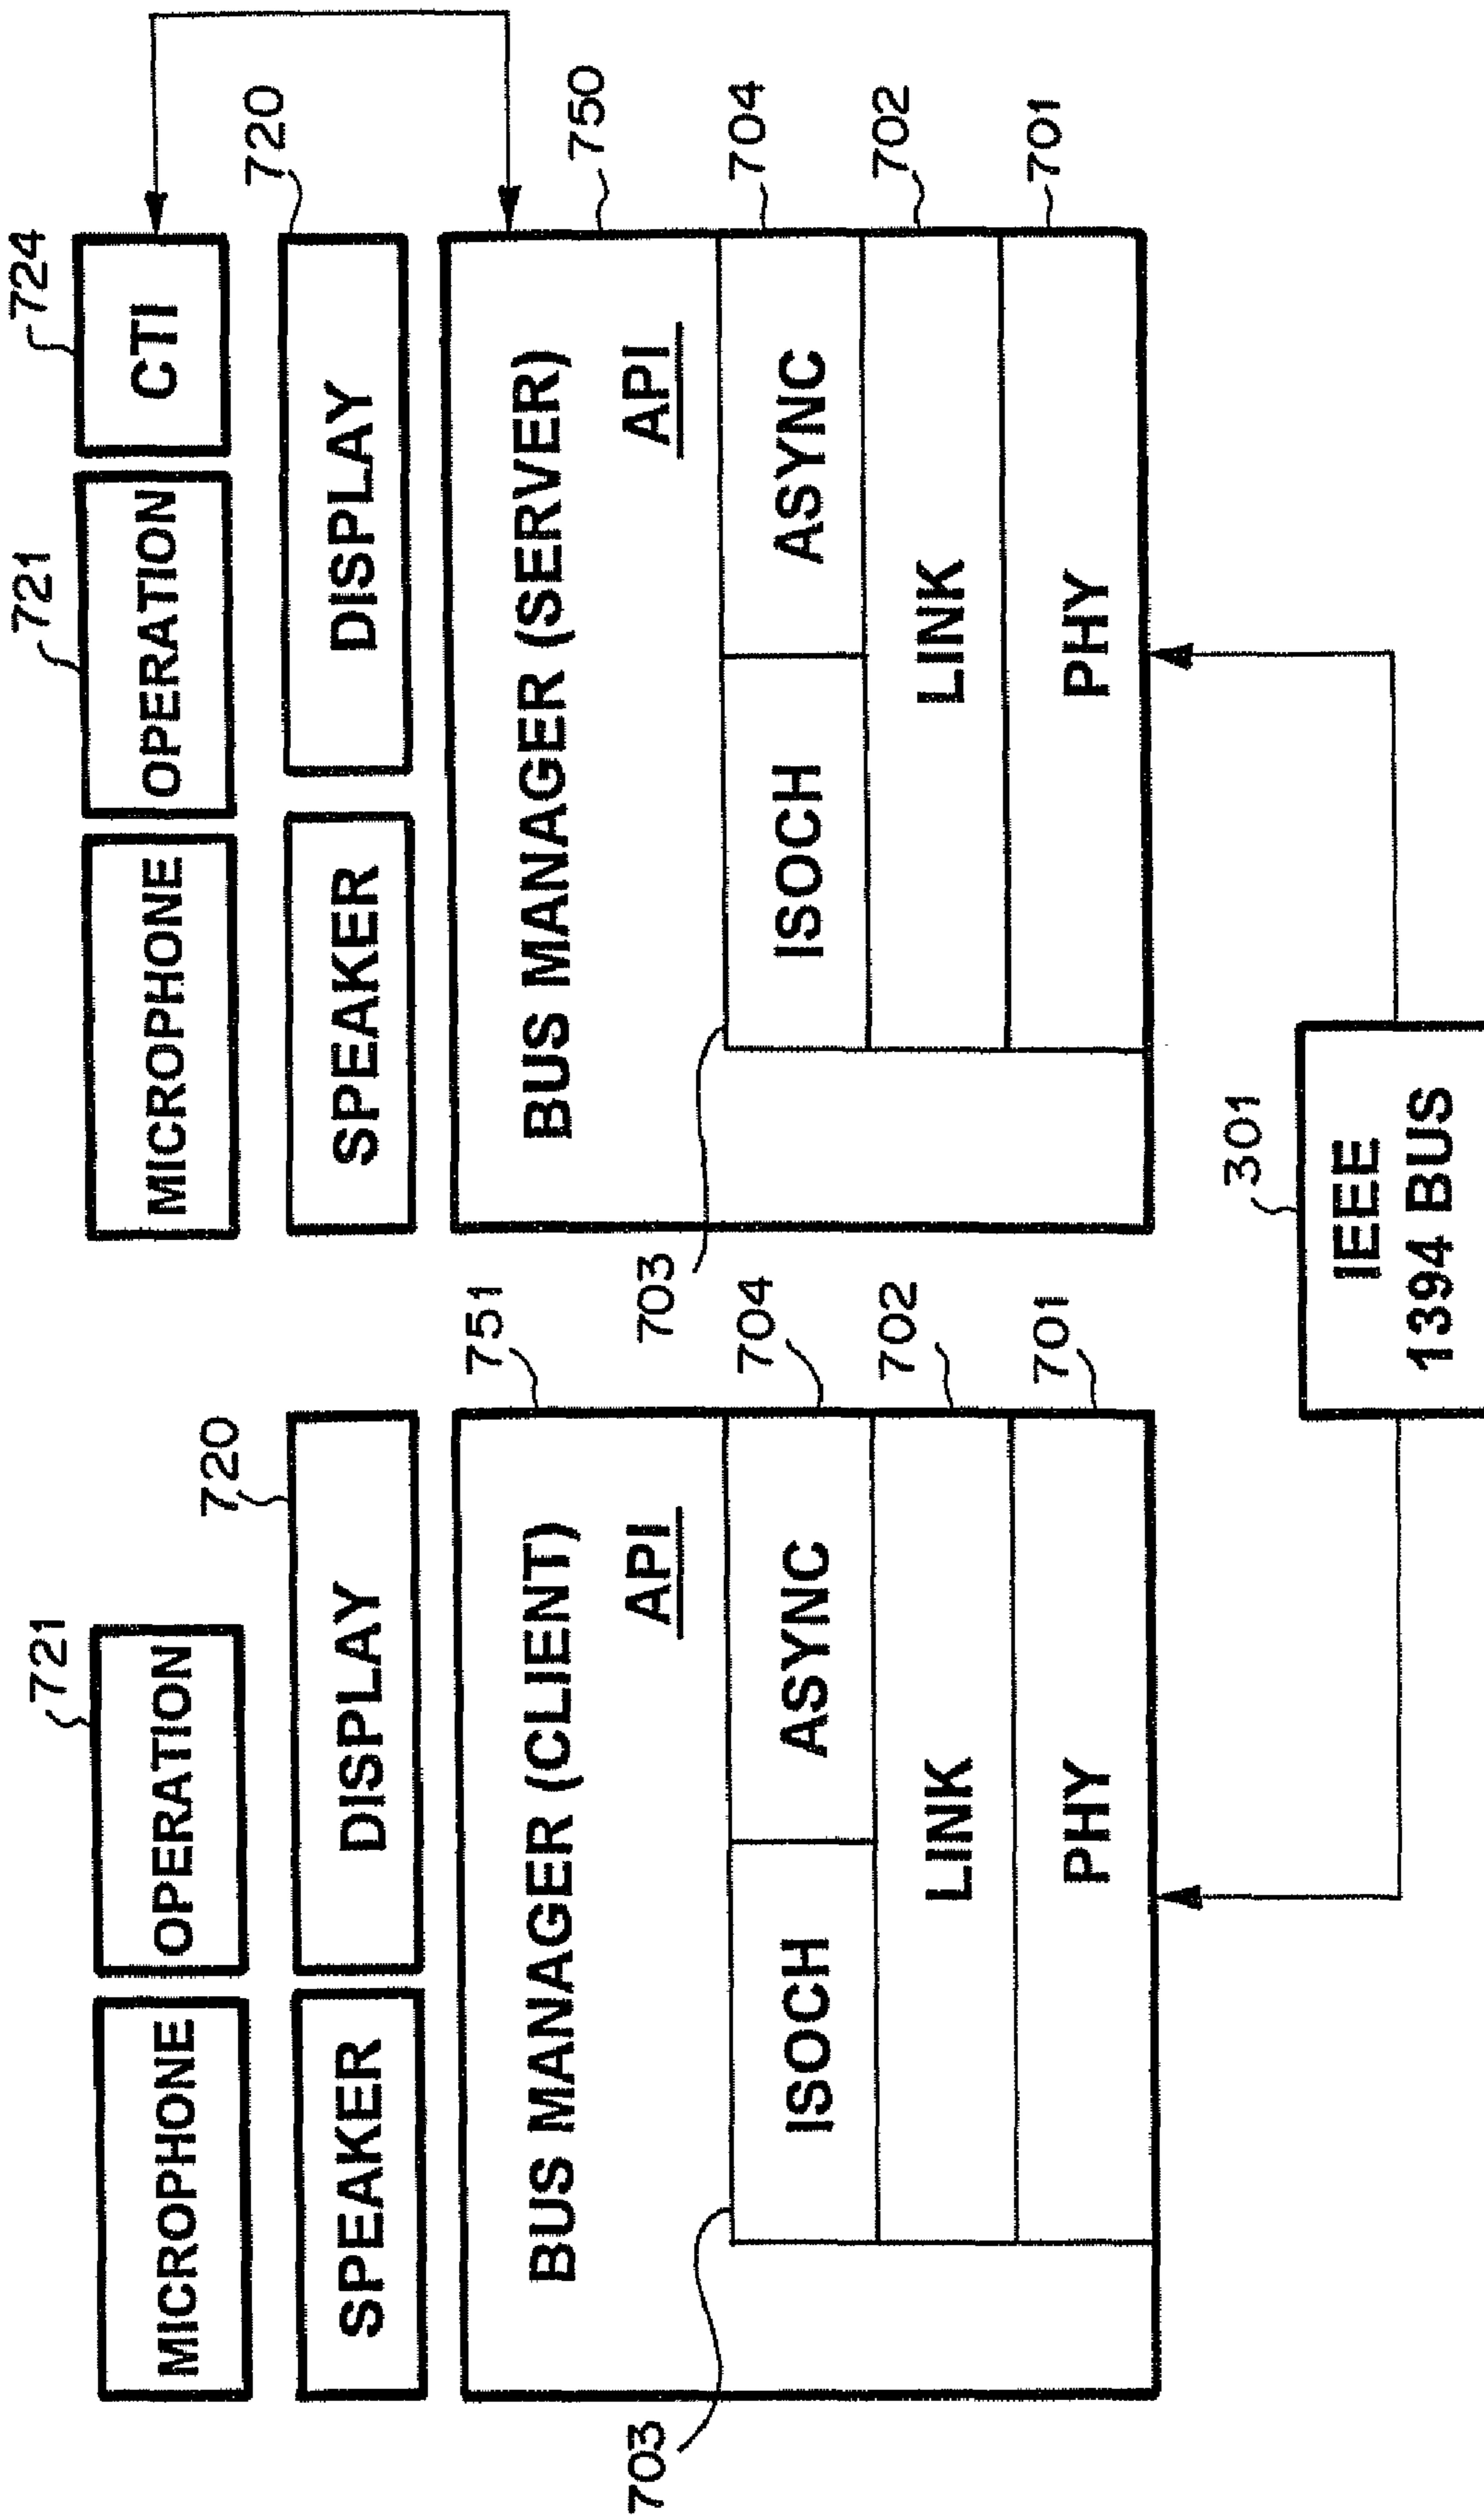 721
MICROPHONE
OPERATION
720
SPEAKER
DISPLAY
751
BUS MANAGER (CLIENT)
API
703
704
ISOCH
ASYNC
702
LINK
701
PHY
721
724
MICROPHONE
OPERATION
CTI
720
SPEAKER
DISPLAY
750
BUS MANAGER (SERVER)
API
703
704
ISOCH
ASYNC
702
LINK
701
PHY
301
IEEE
1394 BUS